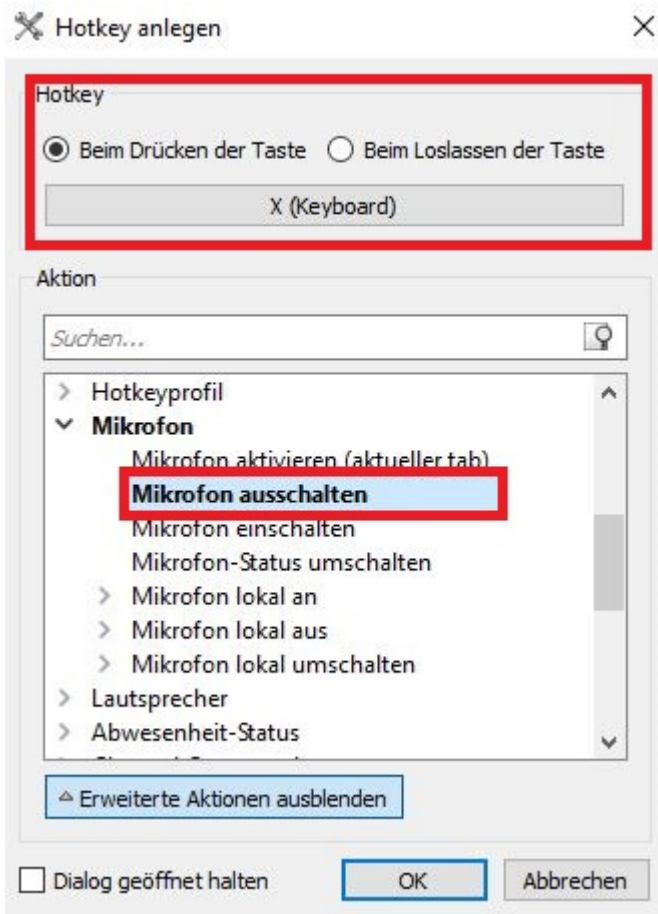 Hotkey anlegen
Hotkey
Beim Drücken der Taste Beim Loslassen der Taste
X (Keyboard)
Aktion
Suchen...
Hotkeyprofil
Mikrofon
Mikrofon aktivieren (aktueller tab)
Mikrofon ausschalten
Mikrofon einschalten
Mikrofon-Status umschalten
Mikrofon lokal an
Mikrofon lokal aus
Mikrofon lokal umschalten
Lautsprecher
Abwesenheit-Status
Erweiterte Aktionen ausblenden
Dialog geöffnet halten OK Abbrechen